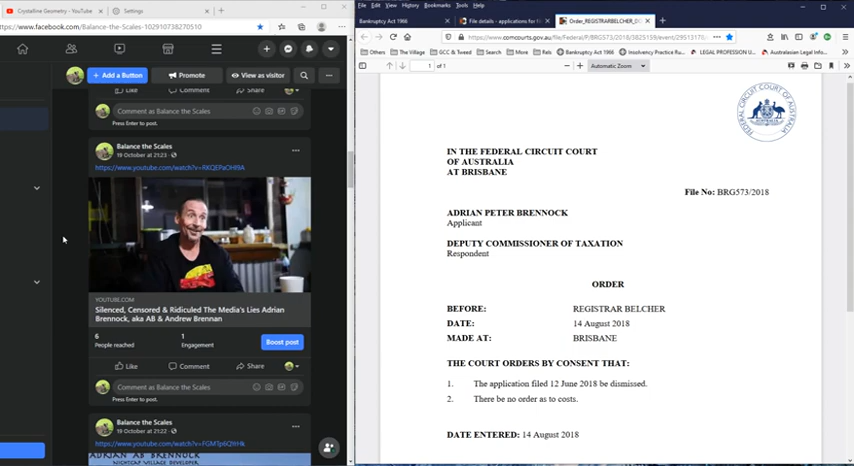 Crystalline Geometry - YouTube
Settings
https://www.facebook.com/Balance-the-Scales-102910738270510
+ Add a Button
Promote
View as visitor
Like
Comment
Share
Comment as Balance the Scales
Press Enter to post.
Balance the Scales
19 October at 21:23
YOUTUBE.COM
Silenced, Censored & Ridiculed The Media's Lies Adrian
Brennock, aka AB & Andrew Brennan
6
People reached
1
Engagement
Boost post
Like
Comment
Share
Comment as Balance the Scales
Press Enter to post.
Balance the Scales
19 October at 21:22
ADRIAN AB BRENNOCK
File Edit View History Bookmarks Tools Help
Bankruptcy Act 1966
File details - applications for f
Others
The Village
GCC & Tweed
Search
More
Rals
Bankruptcy Act 1966
Insolvency Practice Ru
LEGAL PROFESSION U
Australasian Legal Infor
1 of 1
Automatic Zoom
FEDERAL CIRCUIT COURT OF AUSTRALIA
IN THE FEDERAL CIRCUIT COURT
OF AUSTRALIA
AT BRISBANE
File No: BRG573/2018
ADRIAN PETER BRENNOCK
Applicant
DEPUTY COMMISSIONER OF TAXATION
Respondent
ORDER
BEFORE: REGISTRAR BELCHER
DATE: 14 August 2018
MADE AT: BRISBANE
THE COURT ORDERS BY CONSENT THAT:
1. The application filed 12 June 2018 be dismissed.
2. There be no order as to costs.
DATE ENTERED: 14 August 2018